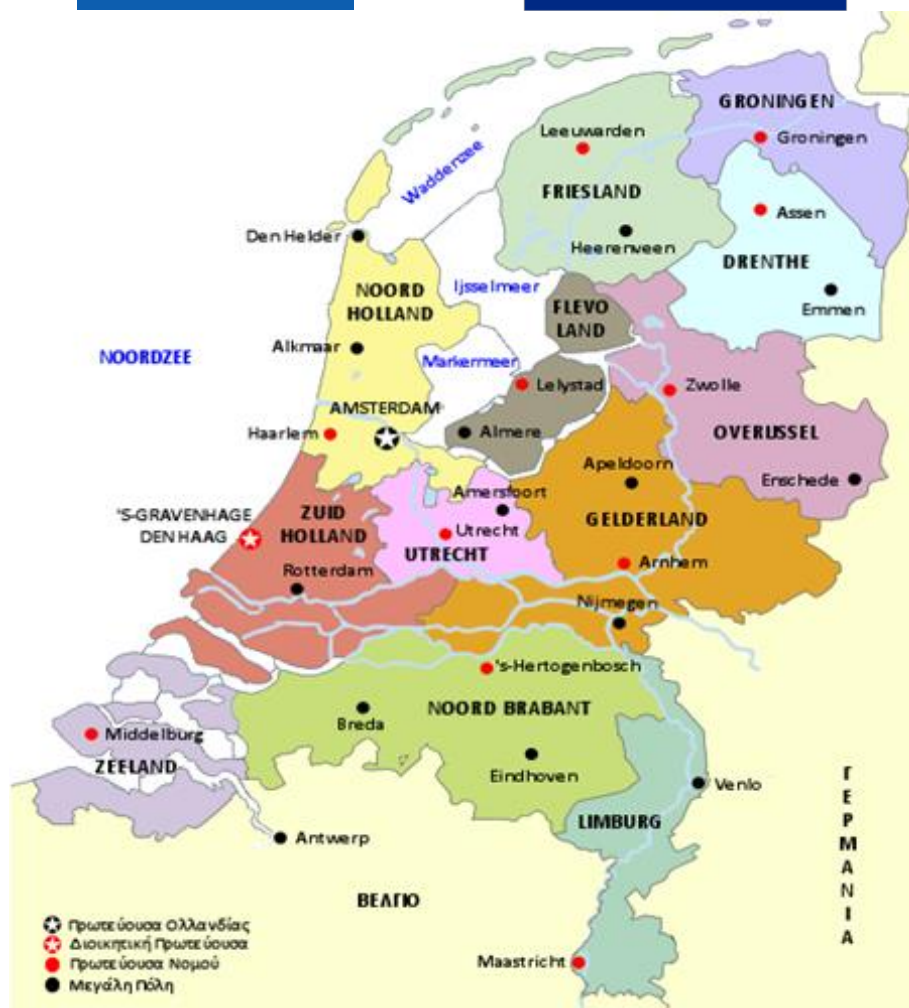 GRONINGEN
Leeuwarden
Groningen
Waddenzee
FRIESLAND
Assen
Den Helder
Heerenveen
DRENTHE
NOORD
HOLLAND
Ijsselmeer
FLEVO
LAND
Emmen
NOORDZEE
Alkmaar
Markermeer
Lelystad
Zwolle
AMSTERDAM
Haarlem
Almere
OVERIJSSEL
Apeldoorn
Enschede
Amersfoort
'S-GRAVENHAGE
DEN HAAG
ZUID
HOLLAND
Utrecht
UTRECHT
GELDERLAND
Rotterdam
Arnhem
Nijmegen
's-Hertogenbosch
NOORD BRABANT
Breda
Middelburg
ZEELAND
Eindhoven
Venlo
LIMBURG
Antwerp
ΓΕΡΜΑΝΙΑ
ΒΕΛΓΙΟ
Πρωτεύουσα Ολλανδίας
Διοικητική Πρωτεύουσα
Πρωτεύουσα Νομού
Μεγάλη Πόλη
Maastricht